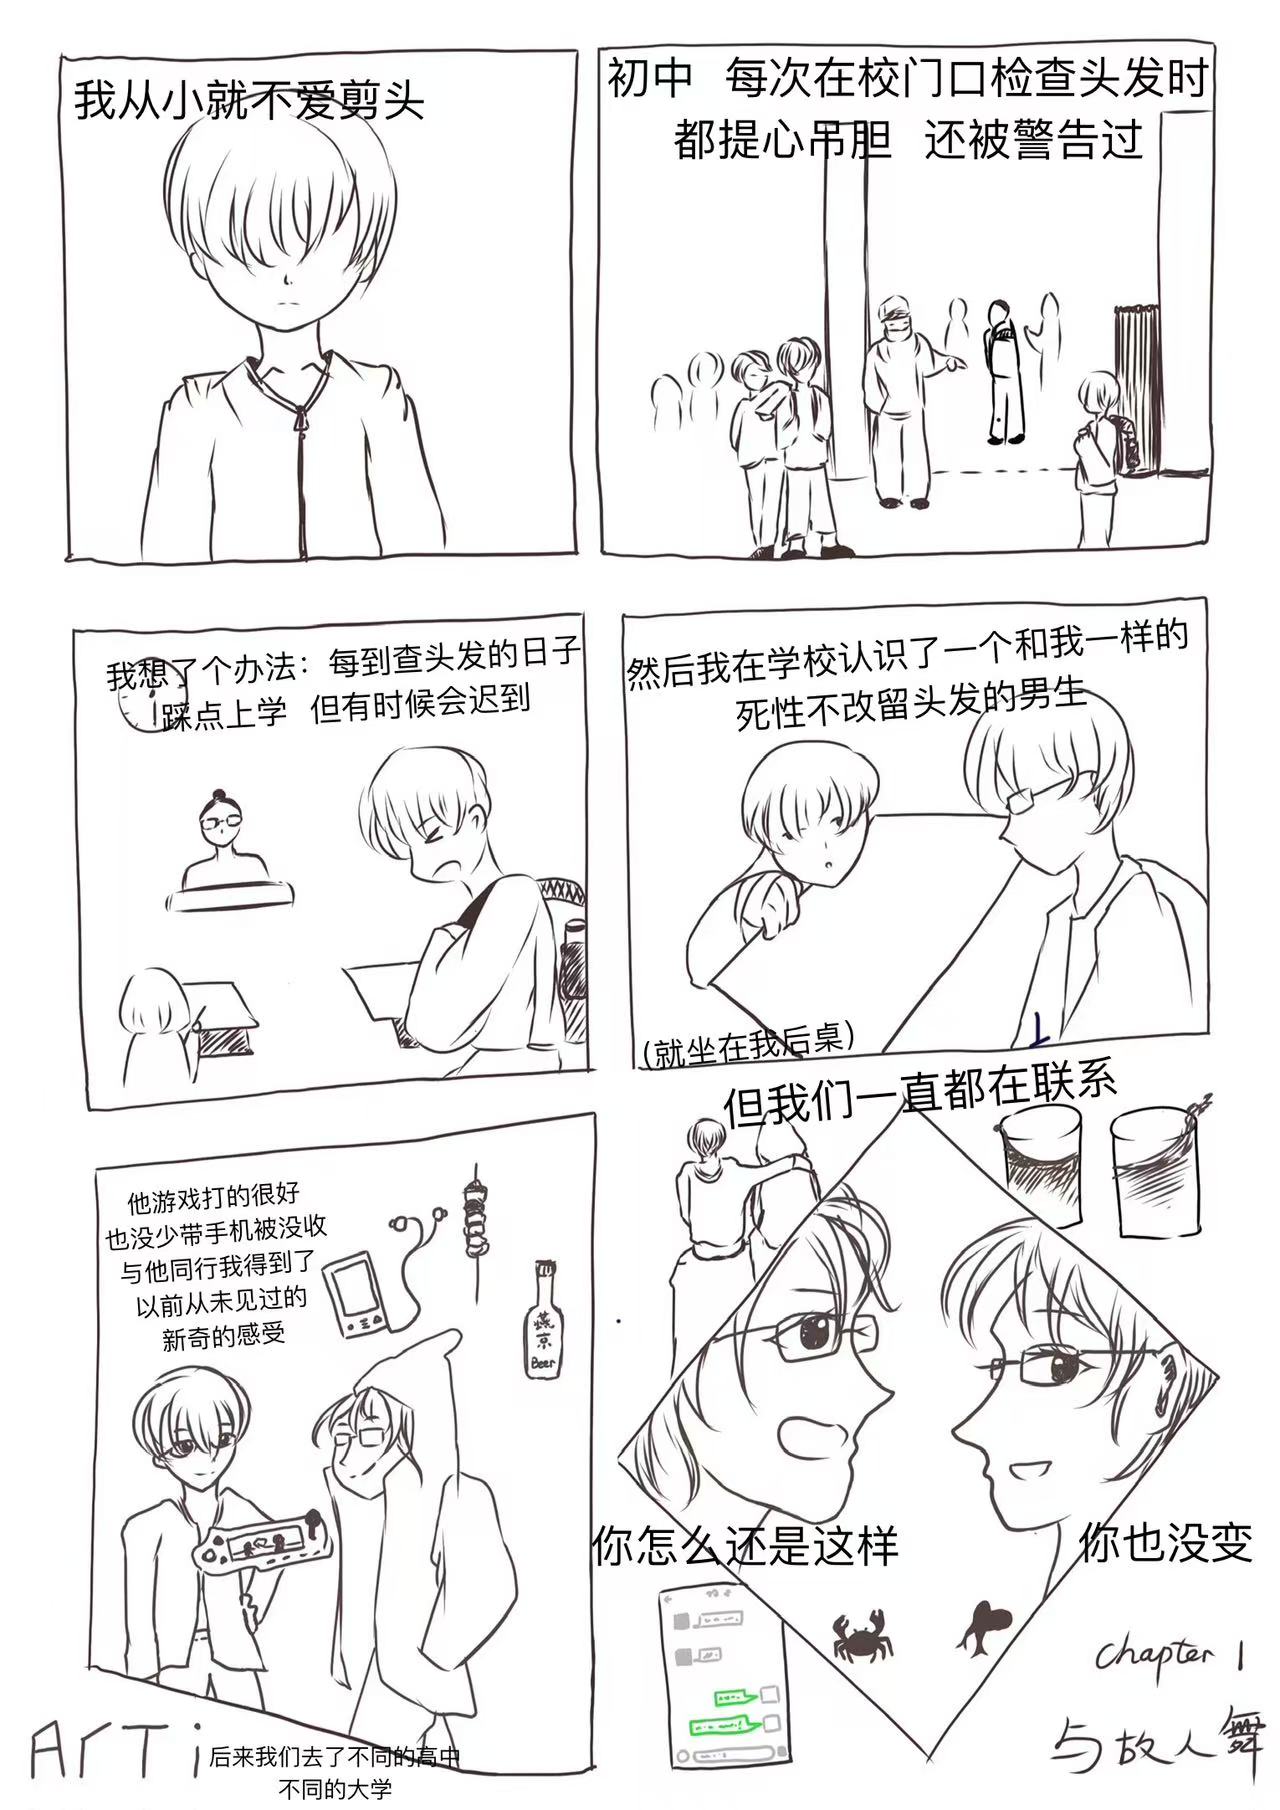 我从小就不爱剪头
初中 每次在校门口检查头发时
都提心吊胆 还被警告过
我想了个办法：每到查头发的日子
踩点上学 但有时候会迟到
然后我在学校认识了一个和我一样的
死性不改留头发的男生
（就坐在我后桌）
他游戏打的很好
也没少带手机被没收
与他同行我得到了
以前从未见过的
新奇的感受
燕
京
Beer
后来我们去了不同的高中
不同的大学
但我们一直都在联系
你怎么还是这样
你也没变
chapter 1
与故人舞
ArTi